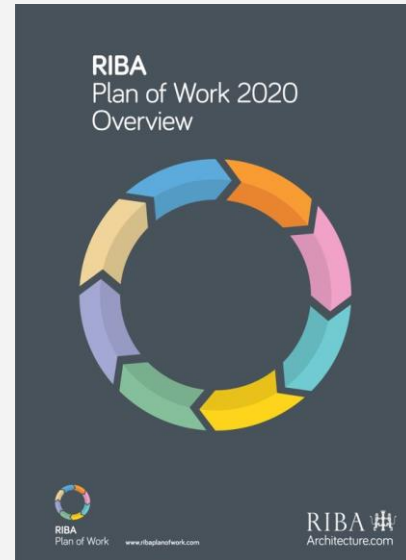 RIBA
Plan of Work 2020
Overview
RIBA
Plan of Work
www.ribaplanofwork.com
RIBA
Architecture.com